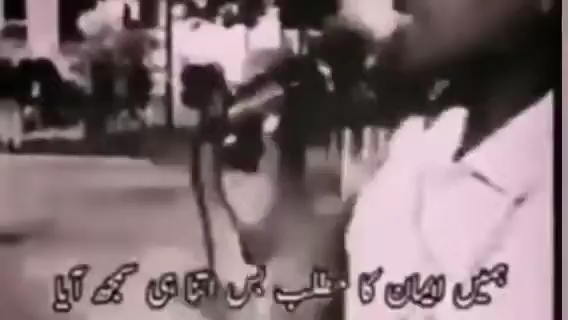 ہمیں ایمان کا مطلب بس اتنا ہی سمجھ آیا